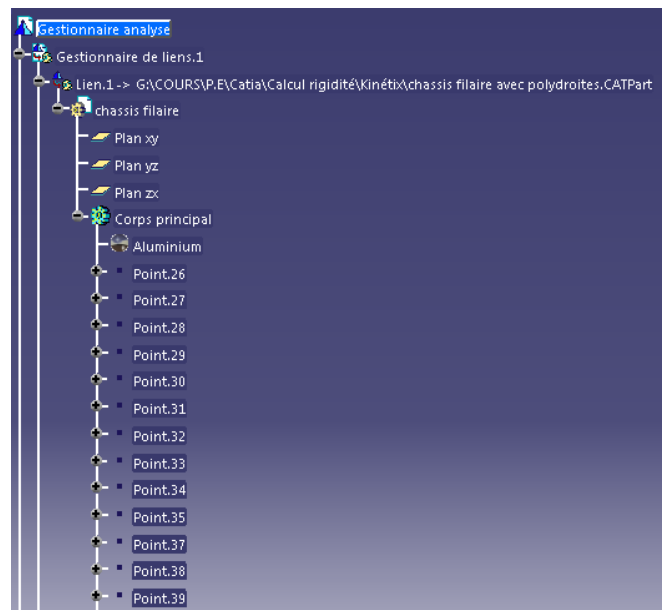 Gestionnaire analyse
Gestionnaire de liens.1
Lien.1 -> G:\COURS\P.E\Catia\Calcul rigidité\Kinétix\chassis filaire avec polydroites.CATPart
chassis filaire
Plan xy
Plan yz
Plan zx
Corps principal
Aluminium
Point.26
Point.27
Point.28
Point.29
Point.30
Point.31
Point.32
Point.33
Point.34
Point.35
Point.37
Point.38
Point.39